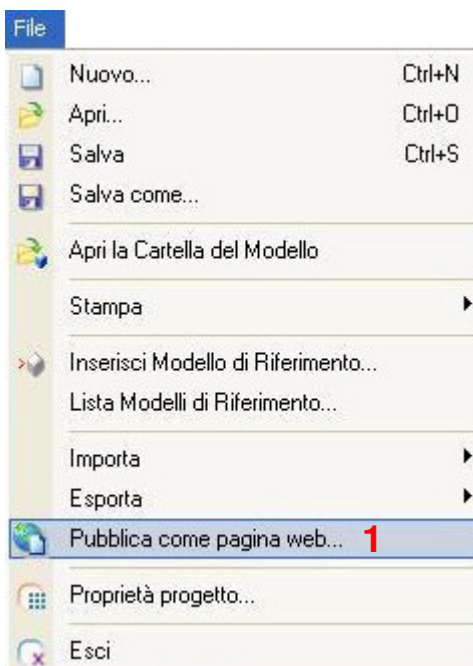 File
Nuovo... Ctrl+N
Apri... Ctrl+O
Salva Ctrl+S
Salva come...
Apri la Cartella del Modello
Stampa
Inserisci Modello di Riferimento...
Lista Modelli di Riferimento...
Importa
Esporta
Pubblica come pagina web... 1
Proprietà progetto...
Esci